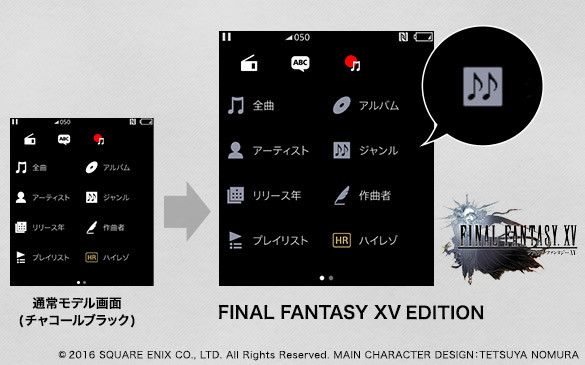 050
ABC
全曲
アルバム
アーティスト
ジャンル
リリース年
作曲者
プレイリスト
HR ハイレゾ
通常モデル画面
(チャコールブラック)
050
ABC
全曲
アルバム
アーティスト
ジャンル
リリース年
作曲者
プレイリスト
HR ハイレゾ
FINAL FANTASY XV EDITION
FINAL FANTASY XV
© 2016 SQUARE ENIX CO., LTD. All Rights Reserved. MAIN CHARACTER DESIGN:TETSUYA NOMURA